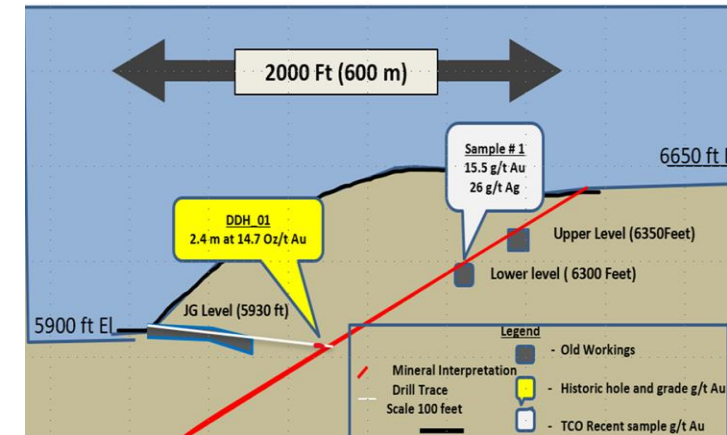 2000 Ft (600 m)
Sample # 1
15.5 g/t Au
26 g/t Ag
6650 ft
DDH_01
2.4 m at 14.7 Oz/t Au
Upper Level (6350Feet)
Lower level ( 6300 Feet)
JG Level (5930 ft)
5900 ft El
Legend
- Old Workings
Mineral Interpretation
Drill Trace
- Historic hole and grade g/t Au
Scale 100 feet
- TCO Recent sample g/t Au